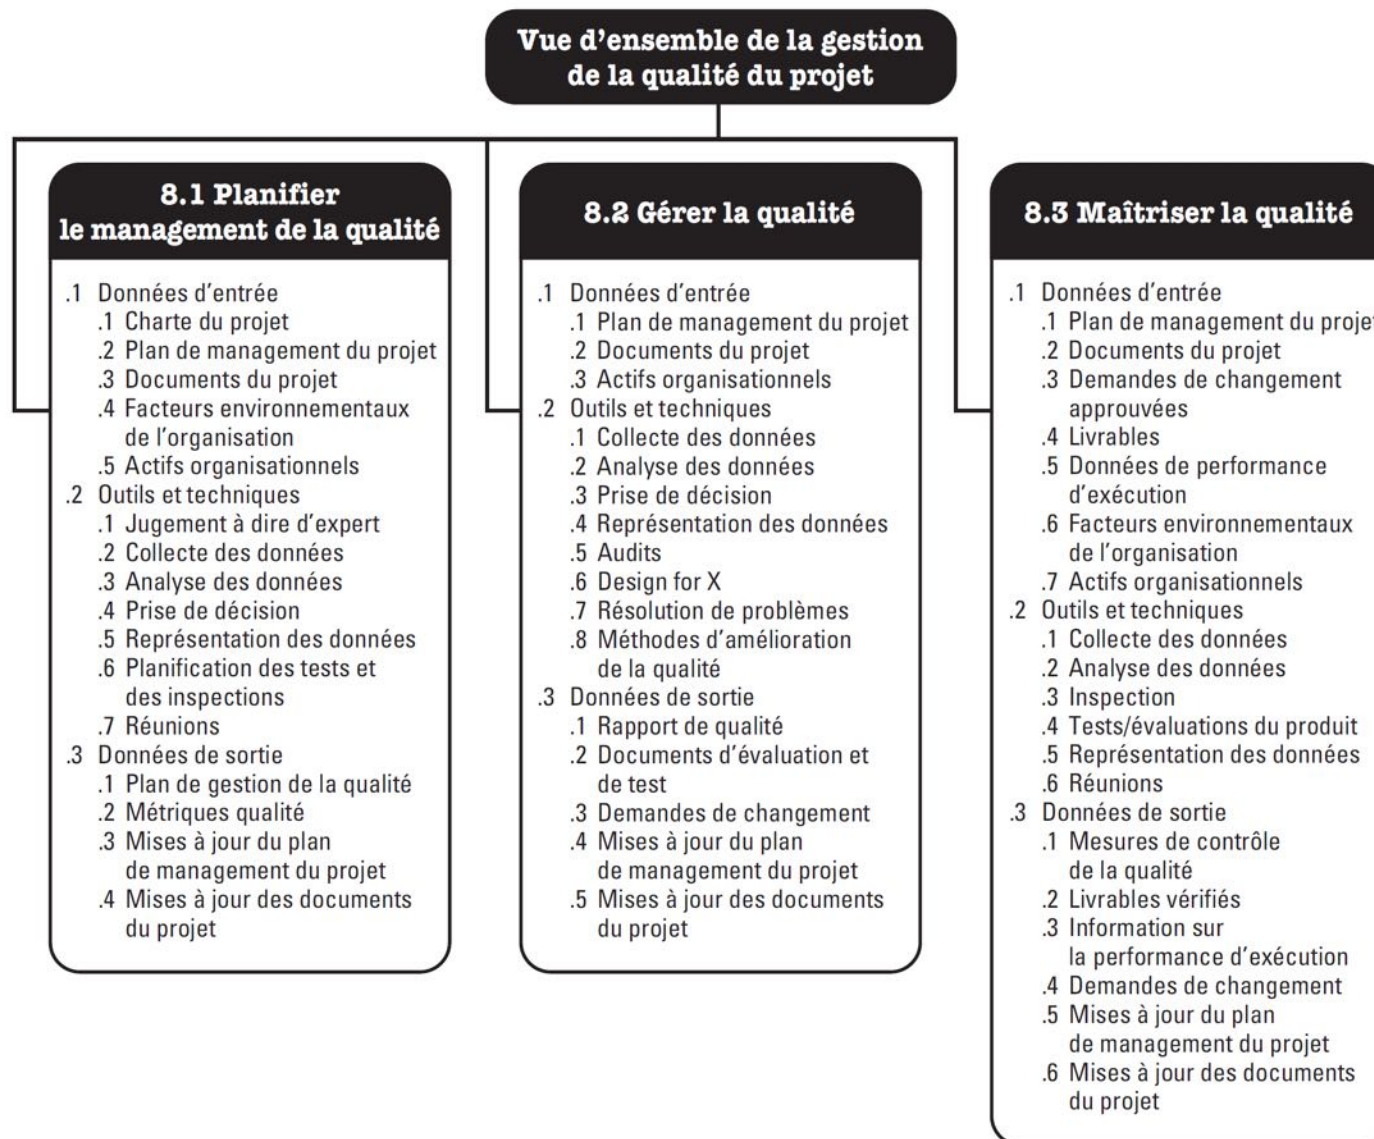 Vue d'ensemble de la gestion
de la qualité du projet
8.1 Planifier
le management de la qualité
.1 Données d'entrée
.1 Charte du projet
.2 Plan de management du projet
.3 Documents du projet
.4 Facteurs environnementaux
de l'organisation
.5 Actifs organisationnels
.2 Outils et techniques
.1 Jugement à dire d'expert
.2 Collecte des données
.3 Analyse des données
.4 Prise de décision
.5 Représentation des données
.6 Planification des tests et
des inspections
.7 Réunions
.3 Données de sortie
.1 Plan de gestion de la qualité
.2 Métriques qualité
.3 Mises à jour du plan
de management du projet
.4 Mises à jour des documents
du projet
8.2 Gérer la qualité
.1 Données d'entrée
.1 Plan de management du projet
.2 Documents du projet
.3 Actifs organisationnels
.2 Outils et techniques
.1 Collecte des données
.2 Analyse des données
.3 Prise de décision
.4 Représentation des données
.5 Audits
.6 Design for X
.7 Résolution de problèmes
.8 Méthodes d'amélioration
de la qualité
.3 Données de sortie
.1 Rapport de qualité
.2 Documents d'évaluation et
de test
.3 Demandes de changement
.4 Mises à jour du plan
de management du projet
.5 Mises à jour des documents
du projet
8.3 Maîtriser la qualité
.1 Données d'entrée
.1 Plan de management du projet
.2 Documents du projet
.3 Demandes de changement
approuvées
.4 Livrables
.5 Données de performance
d'exécution
.6 Facteurs environnementaux
de l'organisation
.7 Actifs organisationnels
.2 Outils et techniques
.1 Collecte des données
.2 Analyse des données
.3 Inspection
.4 Tests/évaluations du produit
.5 Représentation des données
.6 Réunions
.3 Données de sortie
.1 Mesures de contrôle
de la qualité
.2 Livrables vérifiés
.3 Information sur
la performance d'exécution
.4 Demandes de changement
.5 Mises à jour du plan
de management du projet
.6 Mises à jour des documents
du projet